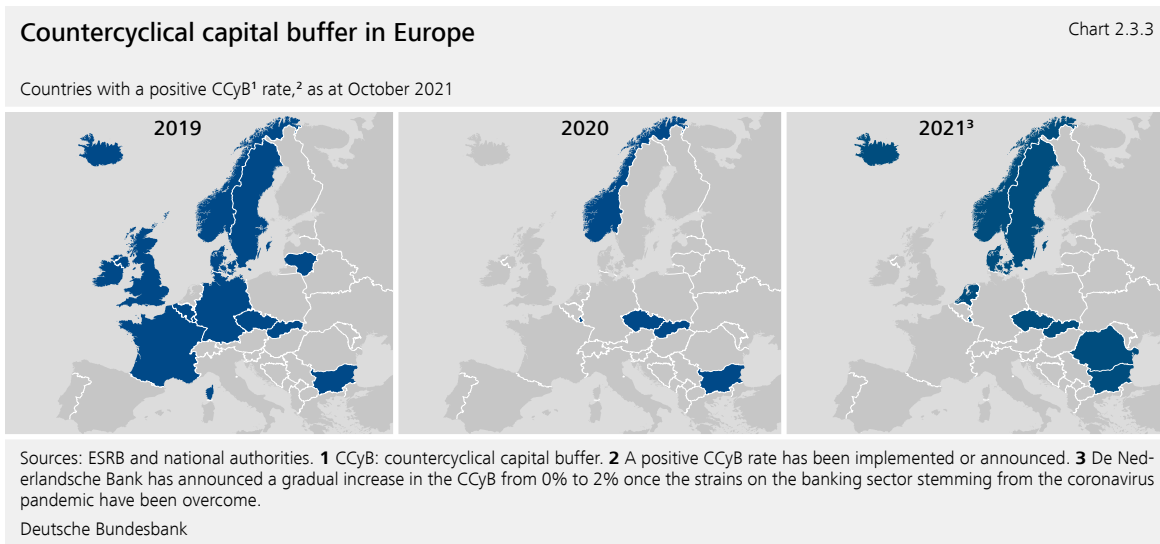 Countercyclical capital buffer in Europe
Chart 2.3.3
Countries with a positive CCyB¹ rate,² as at October 2021
2019
2020
2021³
Sources: ESRB and national authorities. 1 CCyB: countercyclical capital buffer. 2 A positive CCyB rate has been implemented or announced. 3 De Ned-
erlandsche Bank has announced a gradual increase in the CCyB from 0% to 2% once the strains on the banking sector stemming from the coronavirus
pandemic have been overcome.
Deutsche Bundesbank